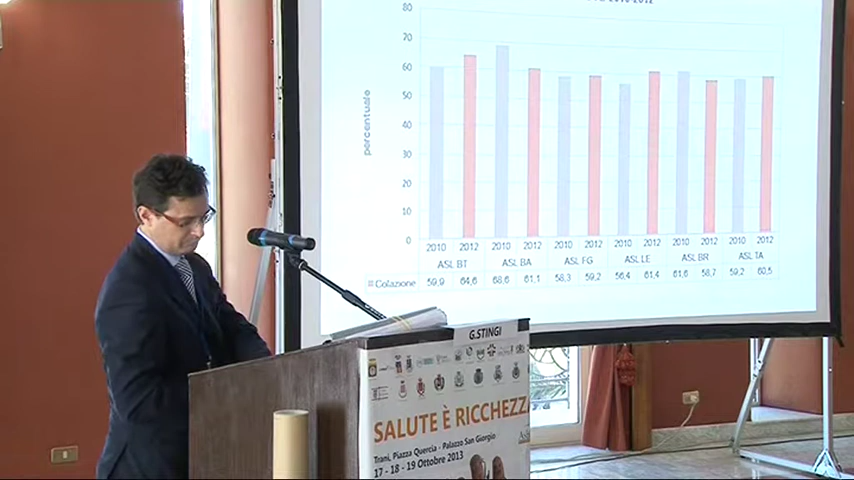 80
70
60
50
40
30
20
10
0
percentuale
2010 2012 2010 2012 2010 2012 2010 2012 2010 2012 2010 2012
ASL BT ASL BA ASL FG ASL LE ASL BR ASL TA
Colazione 59,9 64,6 68,6 61,1 58,3 59,2 56,4 61,4 61,6 58,7 59,2 60,5
G.STINGI
SALUTE È RICCHEZZA
Trani, Piazza Quercia - Palazzo San Giorgio
17 - 18 - 19 Ottobre 2013